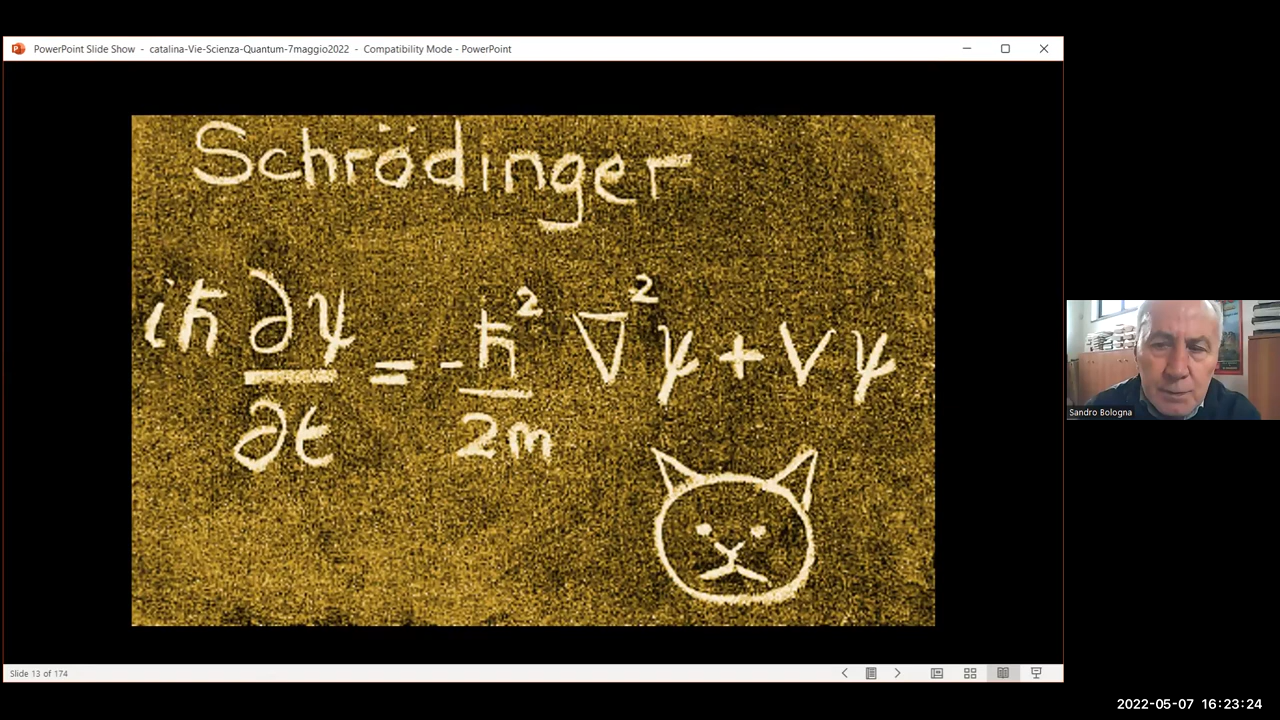 PowerPoint Slide Show - catalina-Vie-Scienza-Quantum-7maggio2022 - Compatibility Mode - PowerPoint
Schrödinger
iℏ ∂ψ/∂t = -ℏ²/2m ∇²ψ + Vψ
Sandro Bologna
Slide 13 of 174
2022-05-07 16:23:24